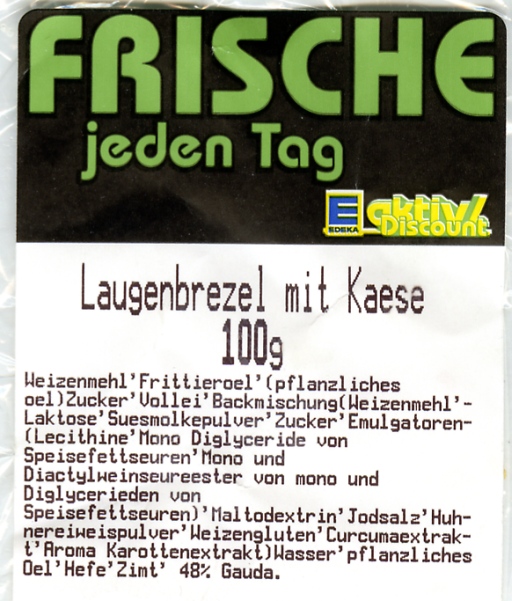 FRISCHE
jeden Tag
E aktiv/
EDEKA Discount
Laugenbrezel mit Kaese
100g
Weizenmehl'Frittieroel'(pflanzliches
oel)Zucker'Vollei'Backmischung(Weizenmehl'-
Laktose'Suesmolkepulver'Zucker'Emulgatoren-
(Lecithine'Mono Diglyceride von
Speisefettseuren'Mono und
Diactylweinseureester von mono und
Diglycerieden von
Speisefettseuren)'Maltodextrin'Jodsalz'Huh-
nereiweispulver'Weizengluten'Curcumaextrak-
t'Aroma Karottenextrakt)Wasser'pflanzliches
Oel'Hefe'Zimt' 48% Gauda.